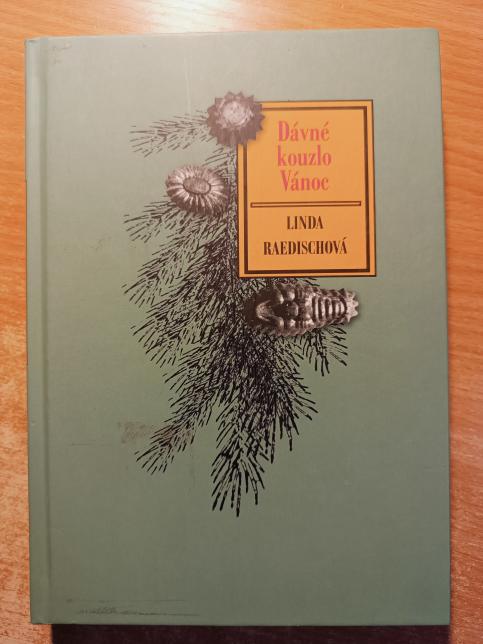 Dávné
kouzlo
Vánoc
LINDA
RAEDISCHOVÁ